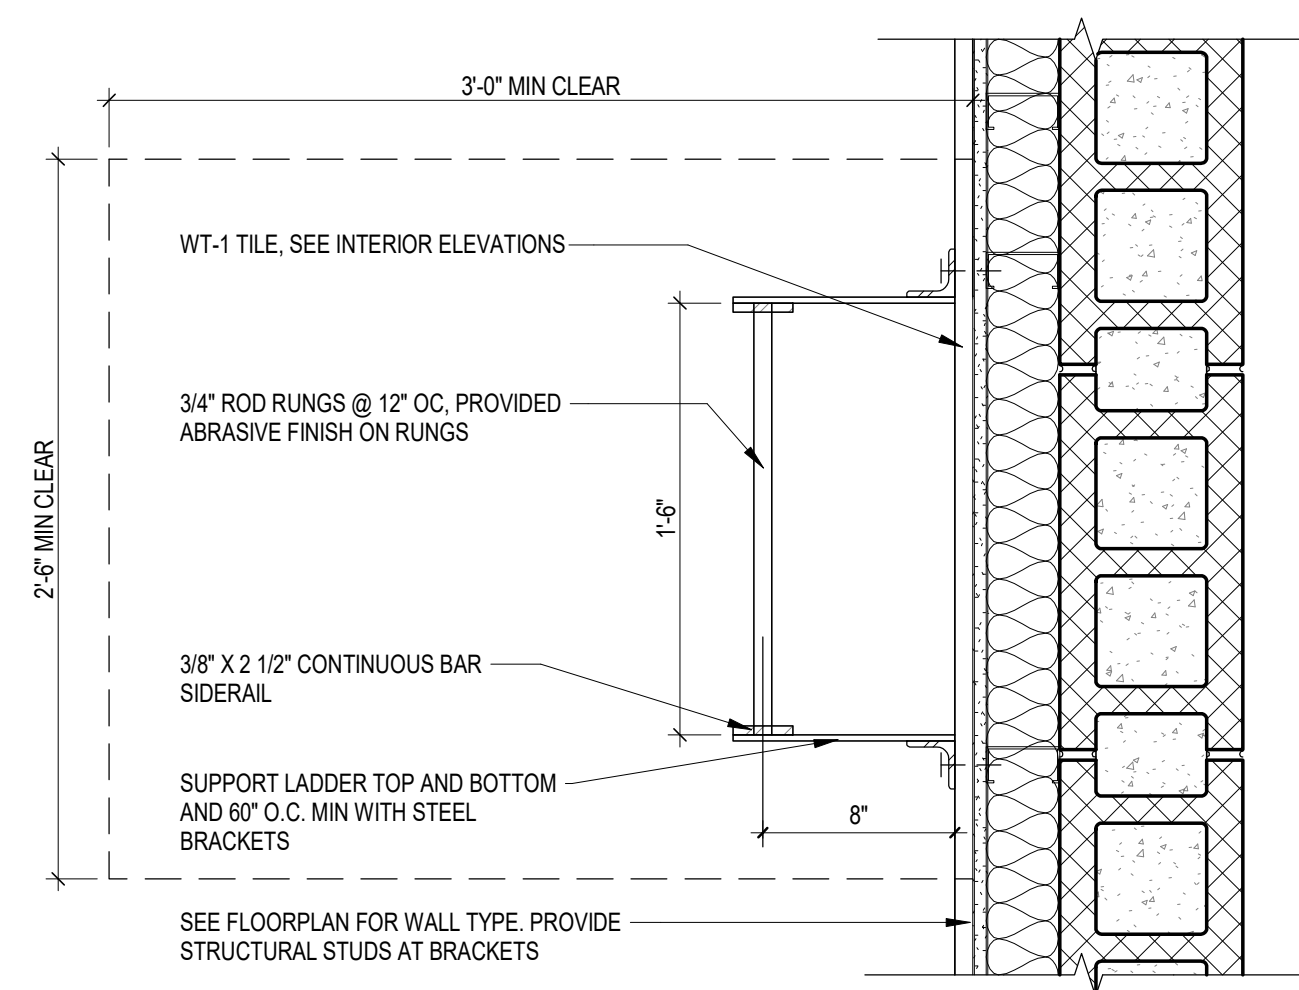 3'-0" MIN CLEAR
WT-1 TILE, SEE INTERIOR ELEVATIONS
3/4" ROD RUNGS @ 12" OC, PROVIDED
ABRASIVE FINISH ON RUNGS
2'-6" MIN CLEAR
1'-6"
3/8" X 2 1/2" CONTINUOUS BAR
SIDERAIL
SUPPORT LADDER TOP AND BOTTOM
AND 60" O.C. MIN WITH STEEL
BRACKETS
8"
SEE FLOORPLAN FOR WALL TYPE. PROVIDE
STRUCTURAL STUDS AT BRACKETS